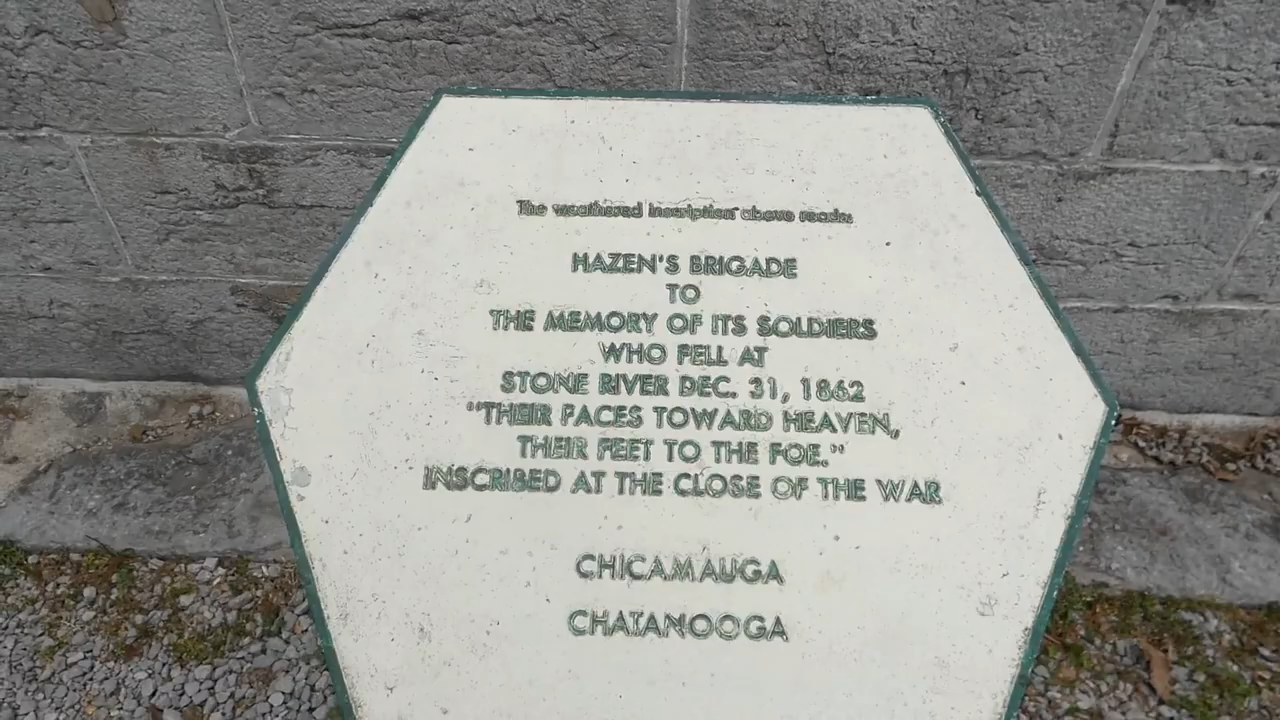 The weathered inscription above reads:
HAZEN'S BRIGADE
TO
THE MEMORY OF ITS SOLDIERS
WHO FELL AT
STONE RIVER DEC. 31, 1862
"THEIR FACES TOWARD HEAVEN,
THEIR FEET TO THE FOE."
INSCRIBED AT THE CLOSE OF THE WAR
CHICAMAUGA
CHATANOOGA